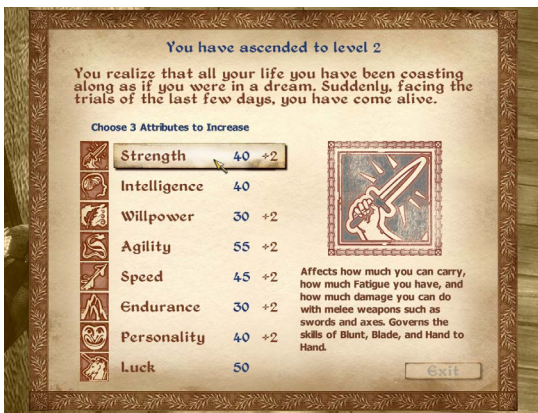 You have ascended to level 2
You realize that all your life you have been coasting
along as if you were in a dream. Suddenly, facing the
trials of the last few days, you have come alive.
Choose 3 Attributes to Increase
Strength 40 +2
Intelligence 40
Willpower 30 +2
Agility 55 +2
Speed 45 +2
Endurance 30 +2
Personality 40 +2
Luck 50
Affects how much you can carry,
how much Fatigue you have, and
how much damage you can do
with melee weapons such as
swords and axes. Governs the
skills of Blunt, Blade, and Hand to
Hand.
Exit